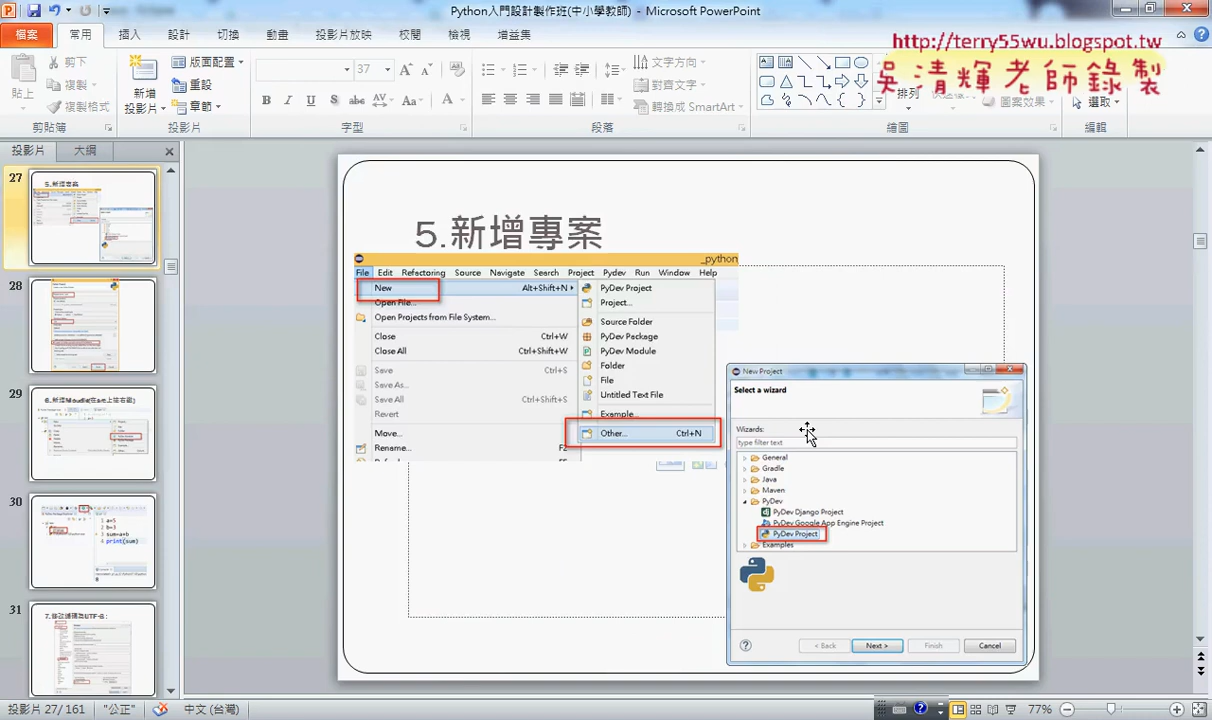 Python入門設計製作班(中小學教師) - Microsoft PowerPoint
檔案 常用 插入 設計 切換 動畫 投影片放映 校閱 檢視 增益集
http://terry55wu.blogspot.tw
吳清輝老師錄製
貼上 剪下 複製 複製格式
新增 投影片 版面配置 重設 章節
37
文字方向 對齊文字 轉換成 SmartArt
排列 圖案效果 選取
剪貼簿 投影片 字型 段落 繪圖 編輯
投影片 大綱
27
5.新增專案
28
29
6.新增Moudle(在src上按右鍵)
30
a=5
b=3
sum=a+b
print(sum)
31
7.修改編碼為UTF-8:
5.新增專案
_python
File Edit Refactoring Source Navigate Search Project Pydev Run Window Help
New Alt+Shift+N
Open File...
Open Projects from File System...
Close Ctrl+W
Close All Ctrl+Shift+W
Save Ctrl+S
Save As...
Save All Ctrl+Shift+S
Revert
Move...
Rename... F2
PyDev Project
Project...
Source Folder
PyDev Package
PyDev Module
Folder
File
Untitled Text File
Example...
Other... Ctrl+N
New Project
Select a wizard
Wizards:
type filter text
General
Gradle
Java
Maven
PyDev
PyDev Django Project
PyDev Google App Engine Project
PyDev Project
Examples
< Back Next > Finish Cancel
投影片 27/161 "公正" 中文 (台灣) 77%